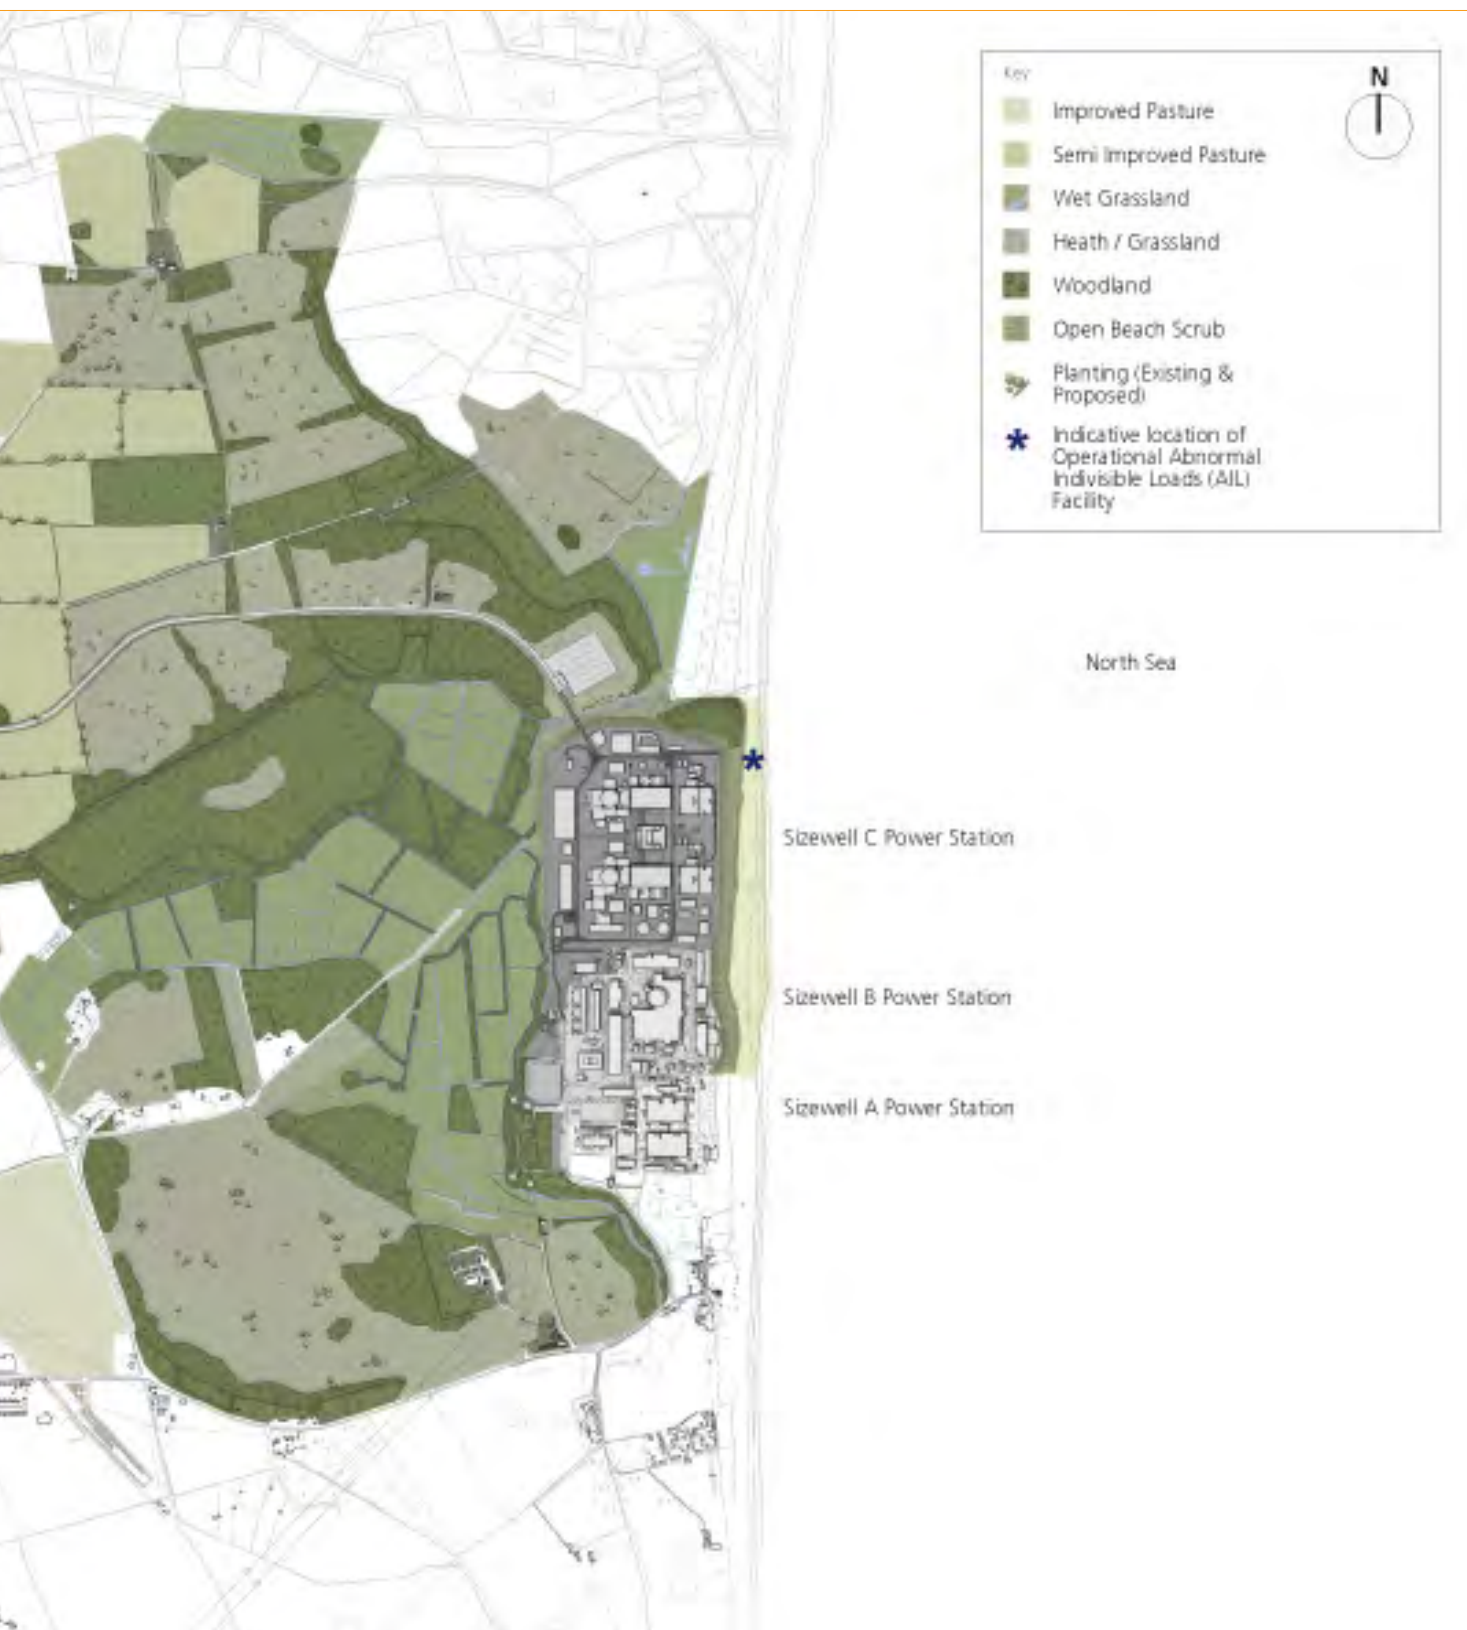 Key
N
Improved Pasture
Semi Improved Pasture
Wet Grassland
Heath / Grassland
Woodland
Open Beach Scrub
Planting (Existing &
Proposed)
Indicative location of
Operational Abnormal
Indivisible Loads (AIL)
Facility
North Sea
Sizewell C Power Station
Sizewell B Power Station
Sizewell A Power Station